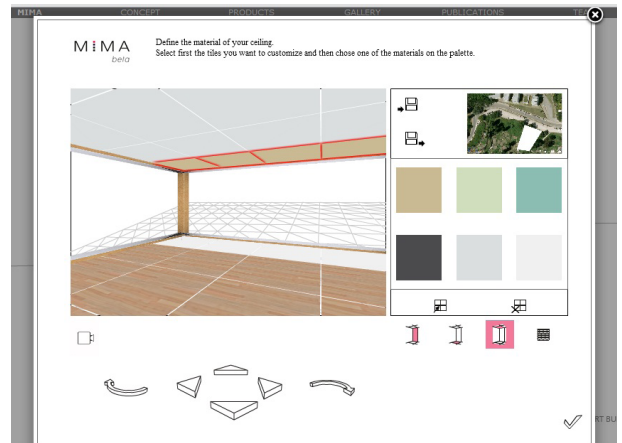 MIMA CONCEPT PRODUCTS GALLERY PUBLICATIONS
MIMA
beta
Define the material of your ceiling.
Select first the tiles you want to customize and then chose one of the materials on the palette.